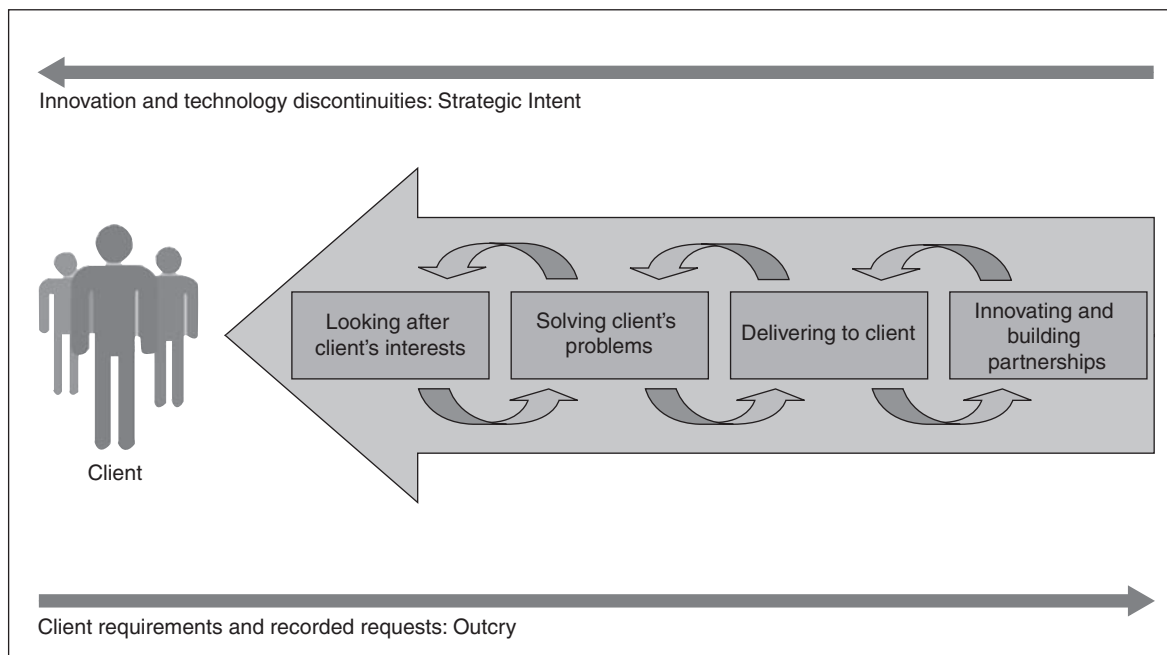 Innovation and technology discontinuities: Strategic Intent
Looking after
client's interests
Solving client's
problems
Delivering to client
Innovating and
building
partnerships
Client
Client requirements and recorded requests: Outcry